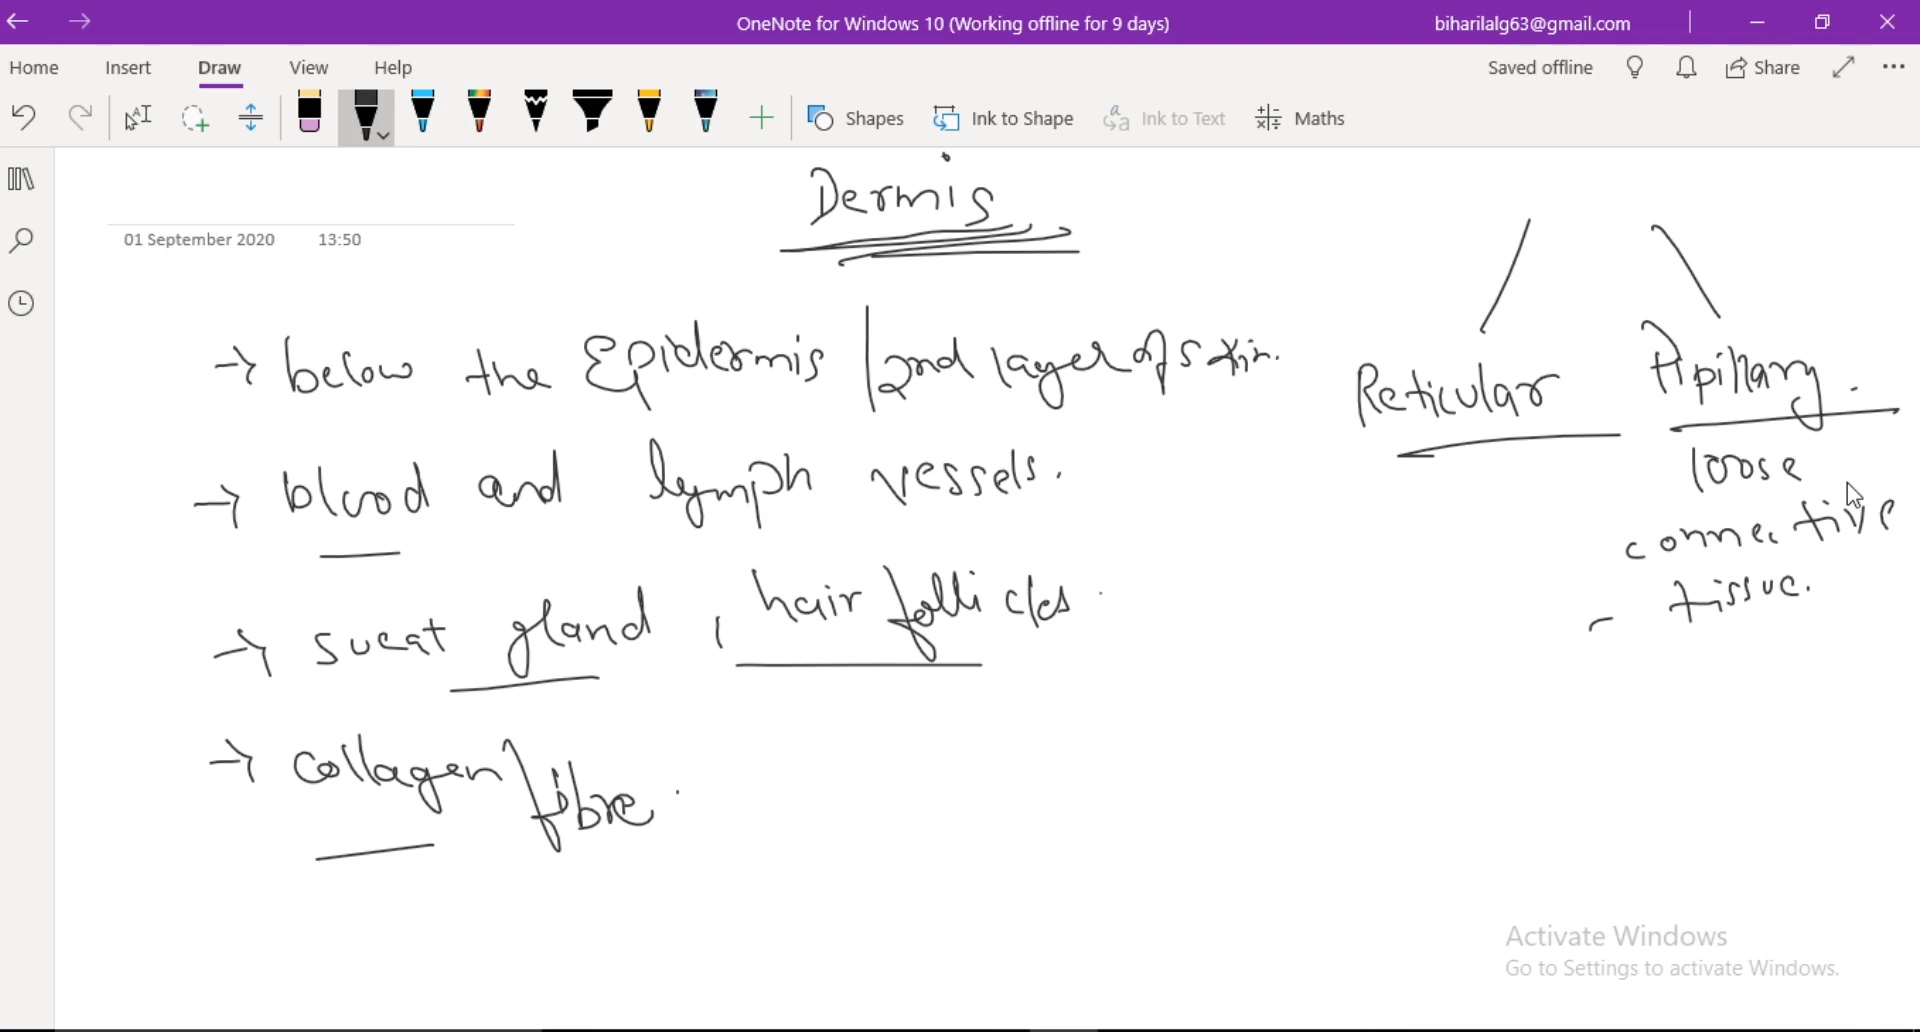 OneNote for Windows 10 (Working offline for 9 days)
biharilalg63@gmail.com
Home Insert Draw View Help
Saved offline
Share
Shapes
Ink to Shape
Ink to Text
Maths
Dermis
01 September 2020 13:50
→ below the Epidermis / 2nd layer of skin.
→ blood and lymph vessels.
→ sweat gland, hair follicles.
→ collagen fibre.
Reticular
Papillary.
loose
connective
tissue.
Activate Windows
Go to Settings to activate Windows.